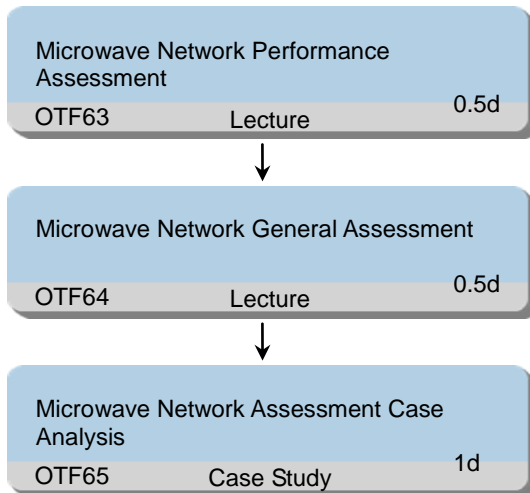 Microwave Network Performance
Assessment
0.5d
OTF63 Lecture
Microwave Network General Assessment
0.5d
OTF64 Lecture
Microwave Network Assessment Case
Analysis
1d
OTF65 Case Study